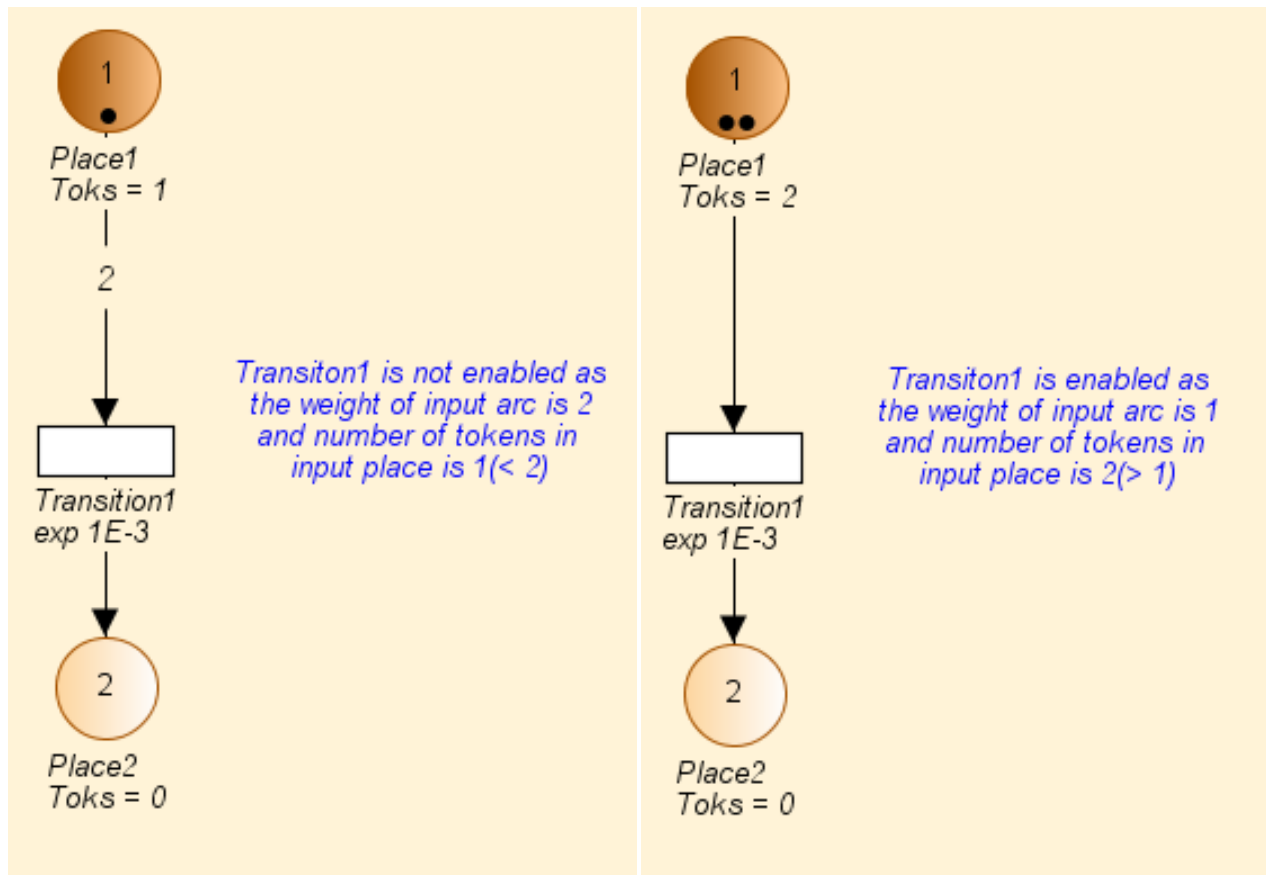 1
Place1
Toks = 1
2
Transiton1 is not enabled as
the weight of input arc is 2
and number of tokens in
input place is 1(< 2)
Transition1
exp 1E-3
2
Place2
Toks = 0
1
Place1
Toks = 2
Transiton1 is enabled as
the weight of input arc is 1
and number of tokens in
input place is 2(> 1)
Transition1
exp 1E-3
2
Place2
Toks = 0